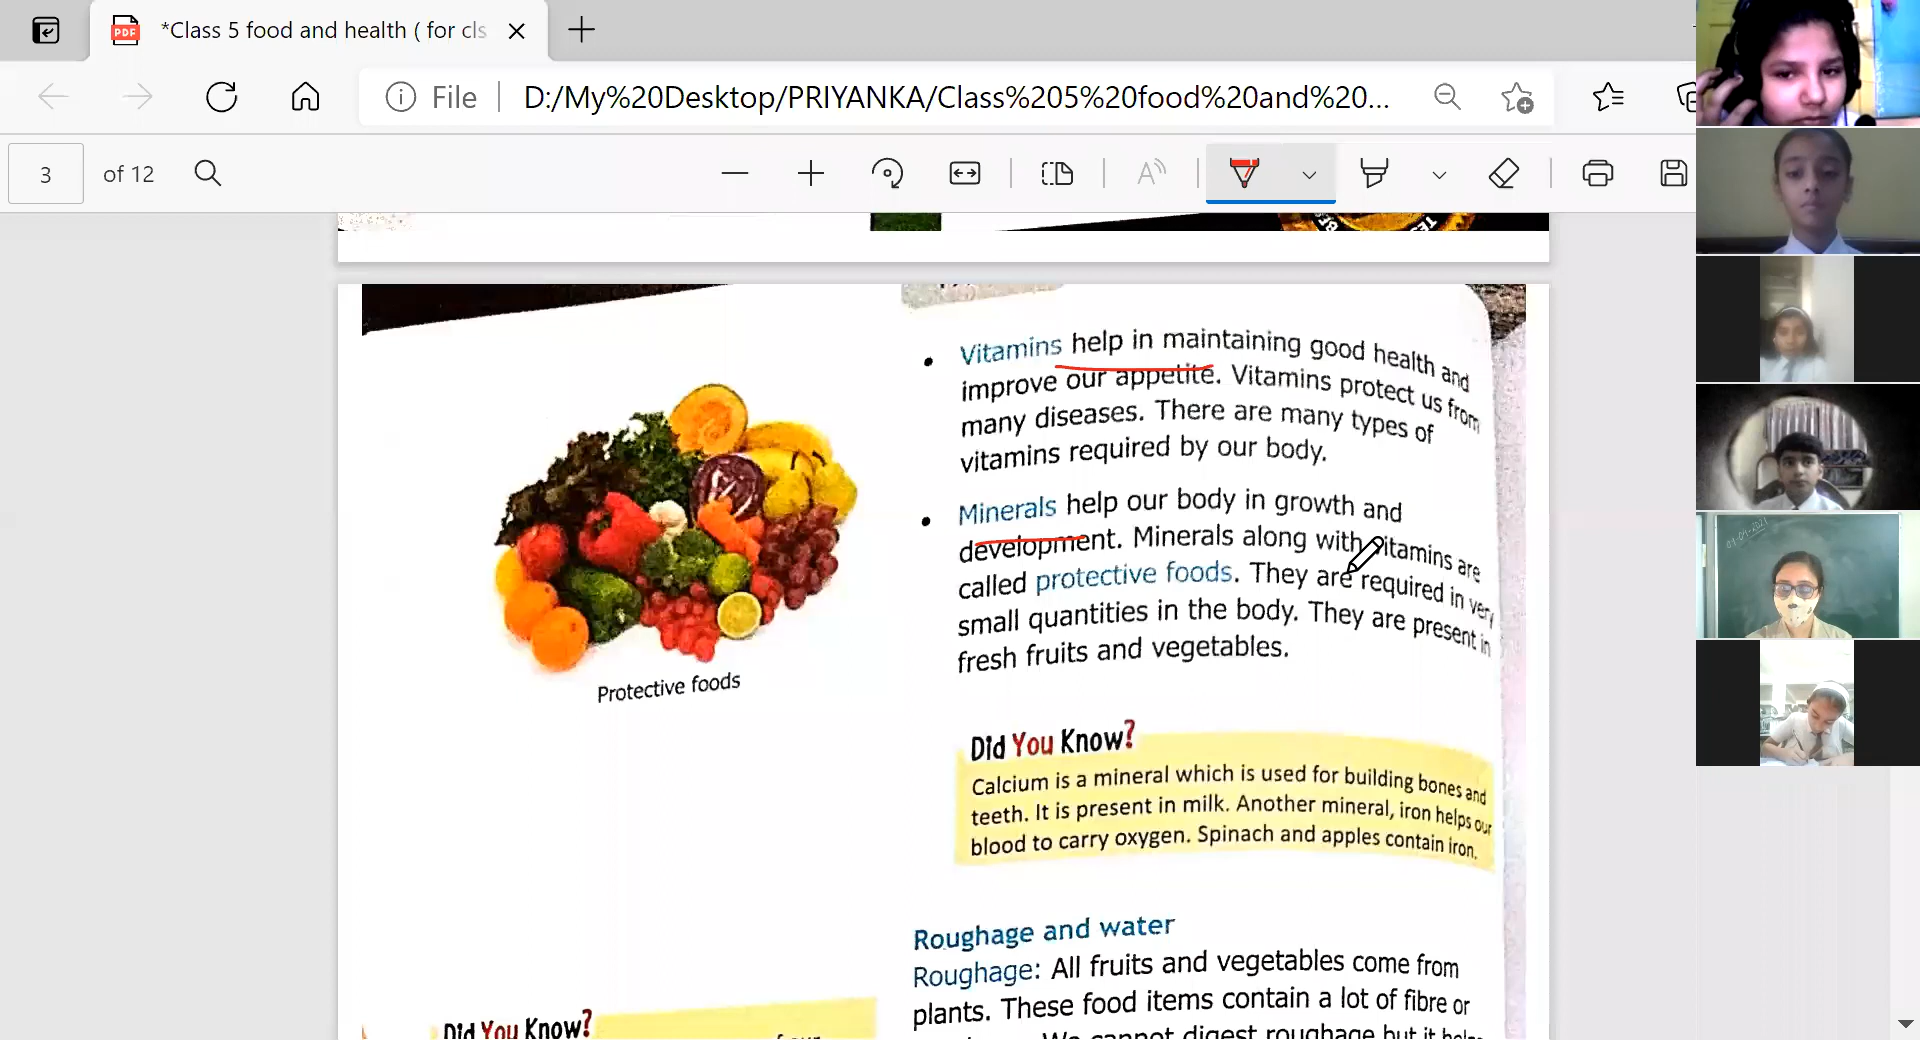 *Class 5 food and health ( for cls
File
D:/My%20Desktop/PRIYANKA/Class%205%20food%20and%20...
3 of 12
Vitamins help in maintaining good health and
improve our appetite. Vitamins protect us from
many diseases. There are many types of
vitamins required by our body.
Minerals help our body in growth and
development. Minerals along with vitamins are
called protective foods. They are required in very
small quantities in the body. They are present in
fresh fruits and vegetables.
Protective foods
Did You Know?
Calcium is a mineral which is used for building bones and
teeth. It is present in milk. Another mineral, iron helps our
blood to carry oxygen. Spinach and apples contain iron.
Roughage and water
Roughage: All fruits and vegetables come from
plants. These food items contain a lot of fibre or
We cannot digest roughage but it helps
Did You Know?